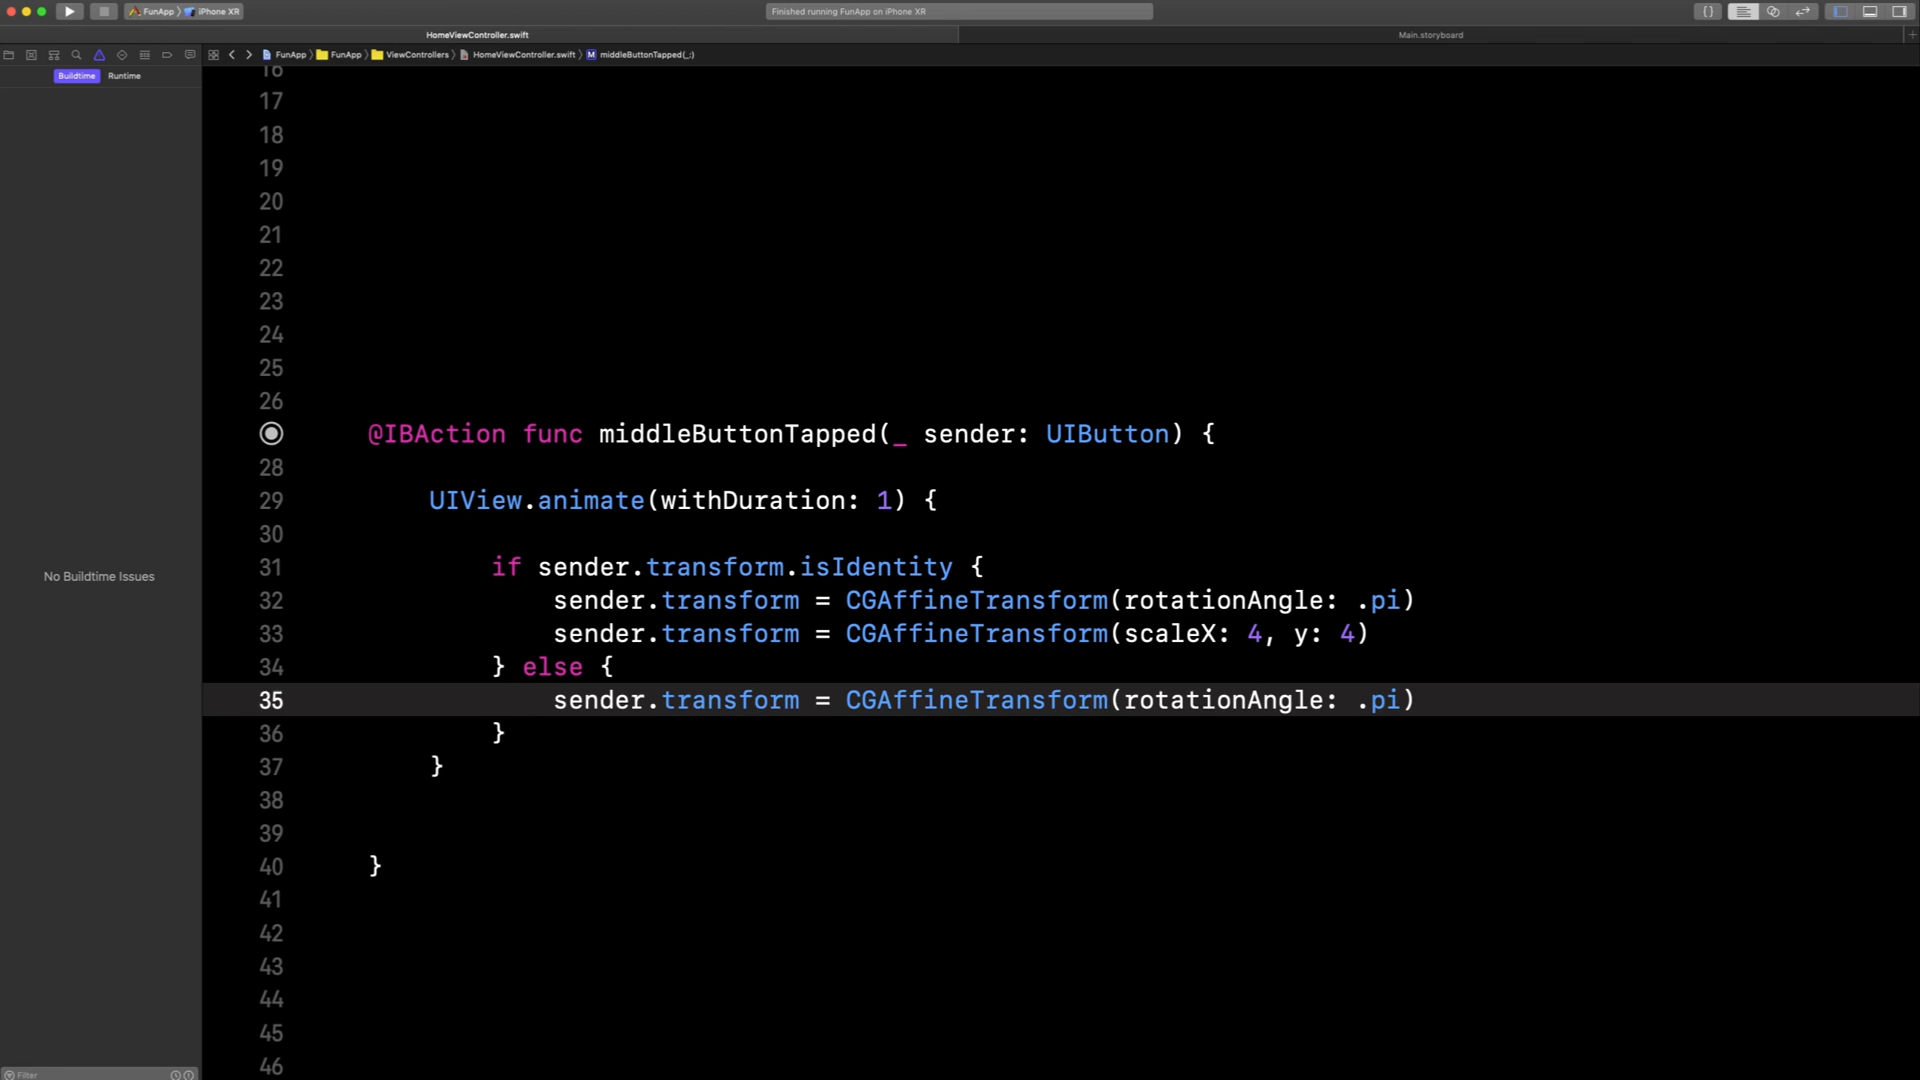 FunApp 〉 iPhone XR
Finished running FunApp on iPhone XR
{ }
HomeViewController.swift
Main.storyboard
FunApp 〉 FunApp 〉 ViewControllers 〉 HomeViewController.swift 〉 M middleButtonTapped(_:)
Buildtime Runtime
No Buildtime Issues
Filter
16
17
18
19
20
21
22
23
24
25
26
@IBAction func middleButtonTapped(_ sender: UIButton) {
28
29 UIView.animate(withDuration: 1) {
30
31 if sender.transform.isIdentity {
32 sender.transform = CGAffineTransform(rotationAngle: .pi)
33 sender.transform = CGAffineTransform(scaleX: 4, y: 4)
34 } else {
35 sender.transform = CGAffineTransform(rotationAngle: .pi)
36 }
37 }
38
39
40 }
41
42
43
44
45
46